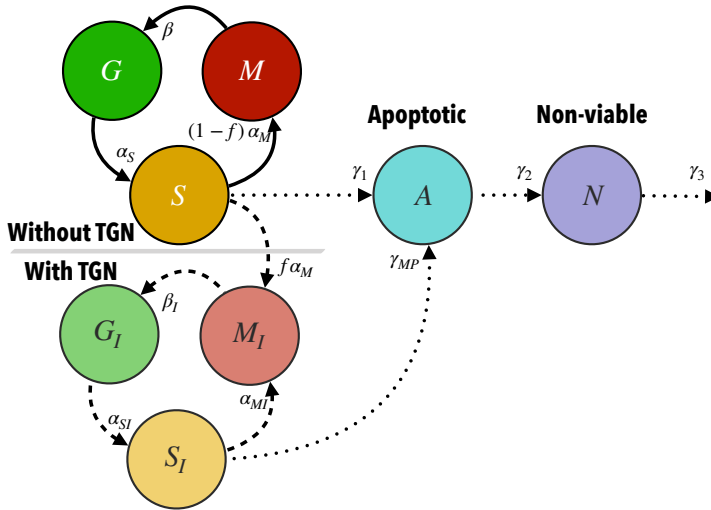 β
G
M
(1 − f) α_M
α_S
Apoptotic
Non-viable
S
γ_1
A
γ_2
N
γ_3
Without TGN
With TGN
f α_M
γ_MP
β_I
G_I
M_I
α_SI
α_MI
S_I